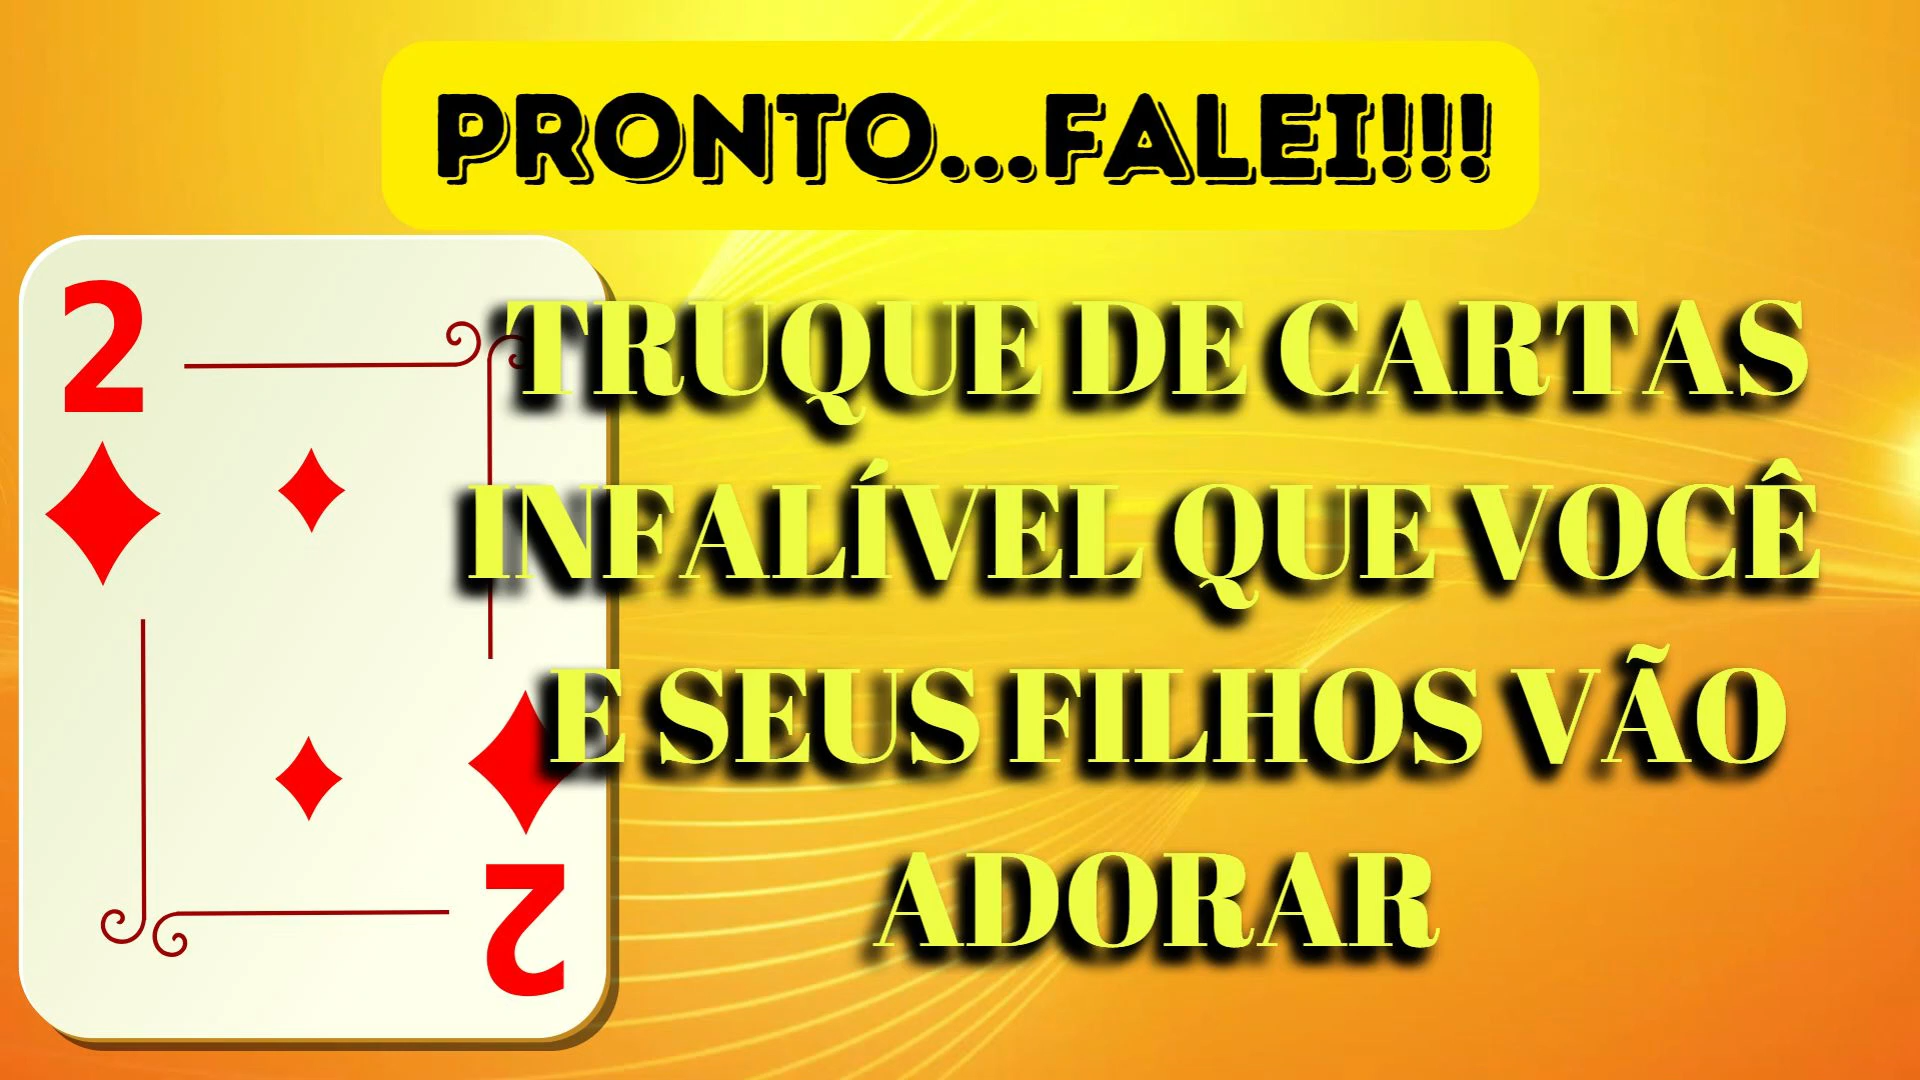 PRONTO...FALEI!!!
2
TRUQUE DE CARTAS
INFALÍVEL QUE VOCÊ
E SEUS FILHOS VÃO
ADORAR
2